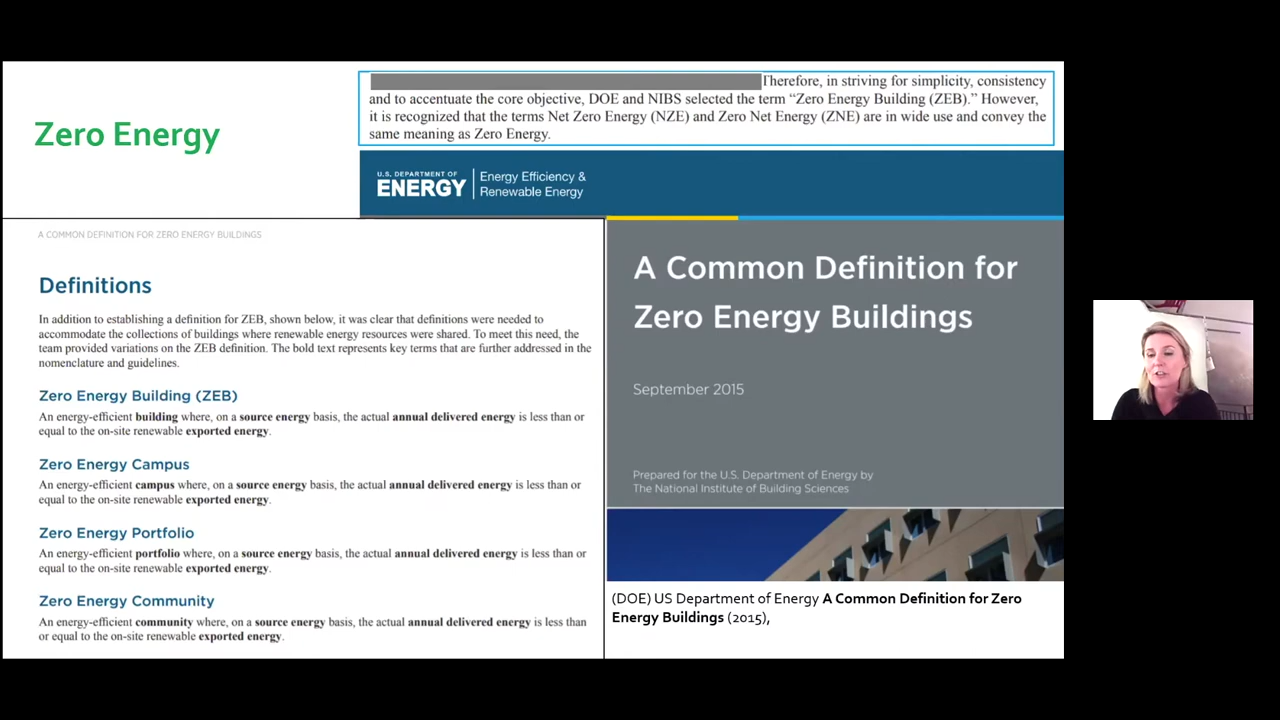 Zero Energy
Therefore, in striving for simplicity, consistency
and to accentuate the core objective, DOE and NIBS selected the term “Zero Energy Building (ZEB).” However,
it is recognized that the terms Net Zero Energy (NZE) and Zero Net Energy (ZNE) are in wide use and convey the
same meaning as Zero Energy.
U.S. DEPARTMENT OF
ENERGY
Energy Efficiency &
Renewable Energy
A COMMON DEFINITION FOR ZERO ENERGY BUILDINGS
Definitions
In addition to establishing a definition for ZEB, shown below, it was clear that definitions were needed to
accommodate the collections of buildings where renewable energy resources were shared. To meet this need, the
team provided variations on the ZEB definition. The bold text represents key terms that are further addressed in the
nomenclature and guidelines.
Zero Energy Building (ZEB)
An energy-efficient building where, on a source energy basis, the actual annual delivered energy is less than or
equal to the on-site renewable exported energy.
Zero Energy Campus
An energy-efficient campus where, on a source energy basis, the actual annual delivered energy is less than or
equal to the on-site renewable exported energy.
Zero Energy Portfolio
An energy-efficient portfolio where, on a source energy basis, the actual annual delivered energy is less than or
equal to the on-site renewable exported energy.
Zero Energy Community
An energy-efficient community where, on a source energy basis, the actual annual delivered energy is less than
or equal to the on-site renewable exported energy.
A Common Definition for
Zero Energy Buildings
September 2015
Prepared for the U.S. Department of Energy by
The National Institute of Building Sciences
(DOE) US Department of Energy A Common Definition for Zero
Energy Buildings (2015),